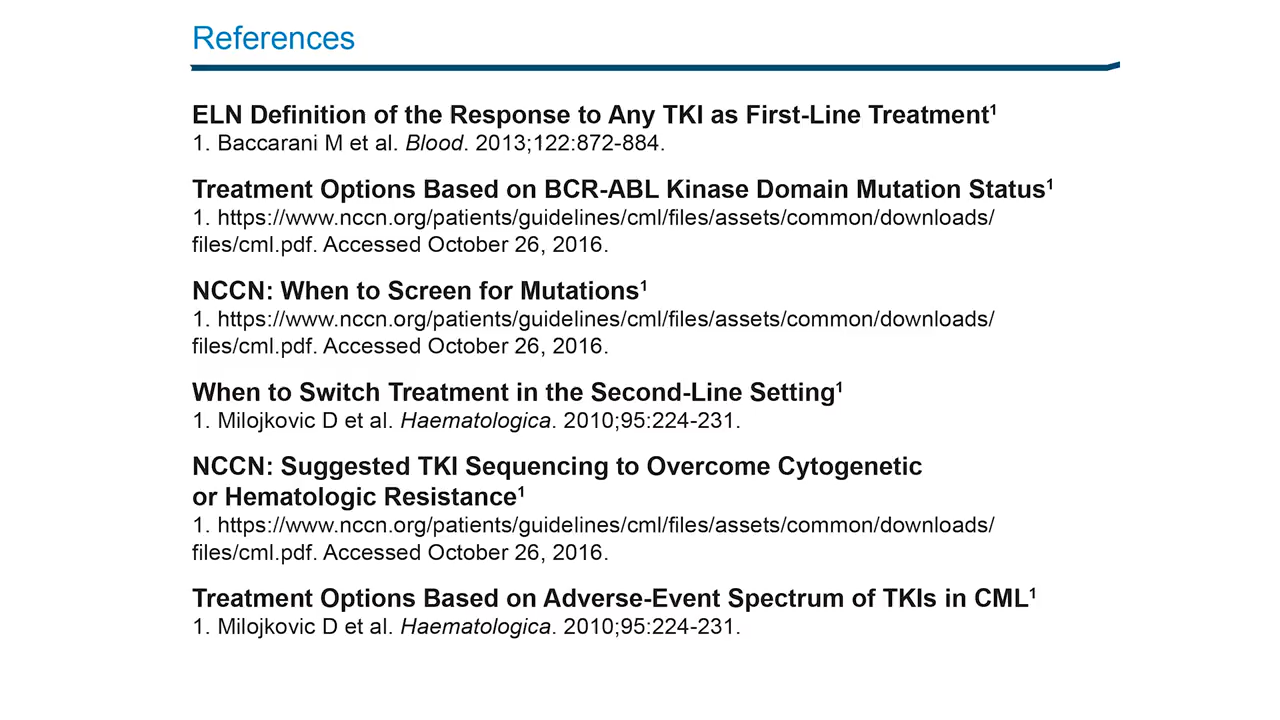 References
ELN Definition of the Response to Any TKI as First-Line Treatment¹
1. Baccarani M et al. Blood. 2013;122:872-884.
Treatment Options Based on BCR-ABL Kinase Domain Mutation Status¹
1. https://www.nccn.org/patients/guidelines/cml/files/assets/common/downloads/
files/cml.pdf. Accessed October 26, 2016.
NCCN: When to Screen for Mutations¹
1. https://www.nccn.org/patients/guidelines/cml/files/assets/common/downloads/
files/cml.pdf. Accessed October 26, 2016.
When to Switch Treatment in the Second-Line Setting¹
1. Milojkovic D et al. Haematologica. 2010;95:224-231.
NCCN: Suggested TKI Sequencing to Overcome Cytogenetic
or Hematologic Resistance¹
1. https://www.nccn.org/patients/guidelines/cml/files/assets/common/downloads/
files/cml.pdf. Accessed October 26, 2016.
Treatment Options Based on Adverse-Event Spectrum of TKIs in CML¹
1. Milojkovic D et al. Haematologica. 2010;95:224-231.